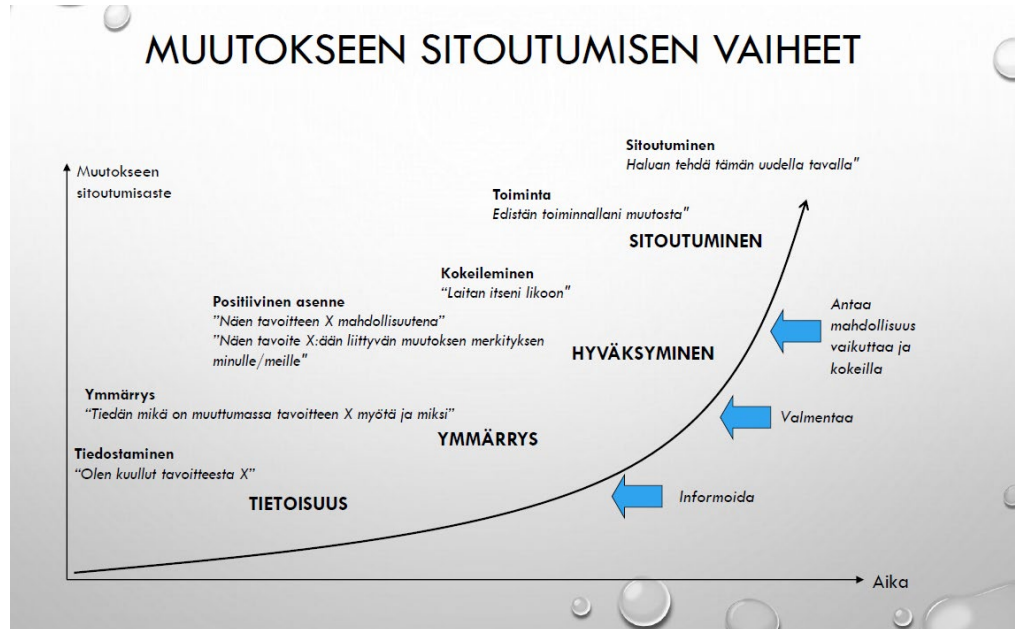 MUUTOKSEEN SITOUTUMISEN VAIHEET
Muutokseen
sitoutumisaste
Sitoutuminen
Haluan tehdä tämän uudella tavalla"
Toiminta
Edistän toiminnallani muutosta"
SITOUTUMINEN
Kokeileminen
“Laitan itseni likoon"
Positiivinen asenne
"Näen tavoitteen X mahdollisuutena”
"Näen tavoite X:ään liittyvän muutoksen merkityksen
minulle/meille"
HYVÄKSYMINEN
Antaa
mahdollisuus
vaikuttaa ja
kokeilla
Ymmärrys
“Tiedän mikä on muuttumassa tavoitteen X myötä ja miksi”
YMMÄRRYS
Valmentaa
Tiedostaminen
“Olen kuullut tavoitteesta X”
TIETOISUUS
Informoida
Aika